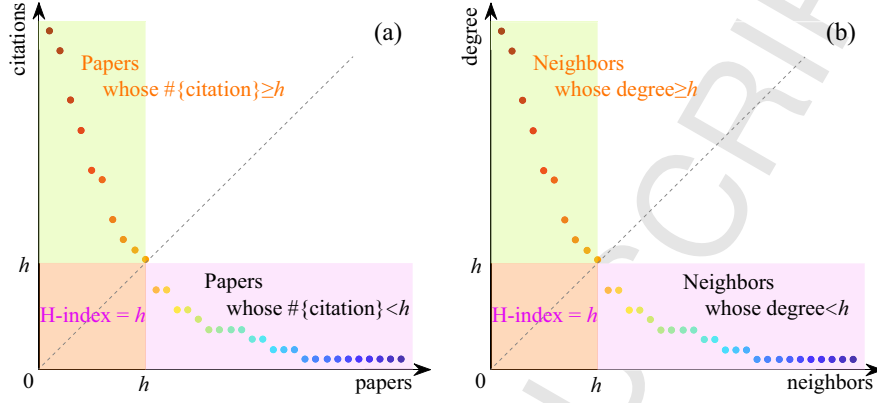 (a)
citations
Papers
whose #{citation}≥h
h
Papers
whose #{citation}<h
H-index = h
0
h
papers
(b)
degree
Neighbors
whose degree≥h
h
Neighbors
whose degree<h
H-index = h
0
h
neighbors